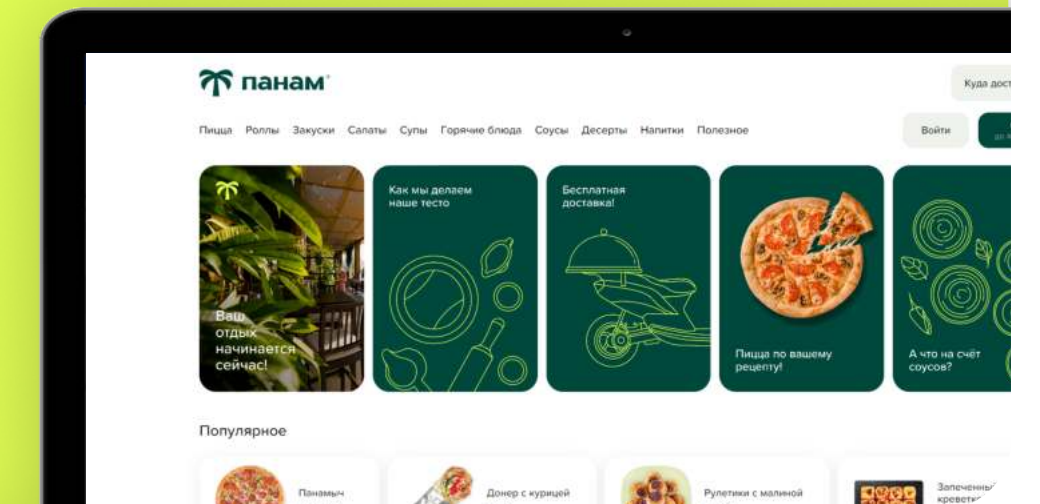 панам
Куда дост
Пицца Роллы Закуски Салаты Супы Горячие блюда Соусы Десерты Напитки Полезное
Войти
Ваш
отдых
начинается
сейчас!
Как мы делаем
наше тесто
Бесплатная
доставка!
Пицца по вашему
рецепту!
А что на счёт
соусов?
Популярное
Панамыч
Донер с курицей
Рулетики с малиной
Запеченны
креветк